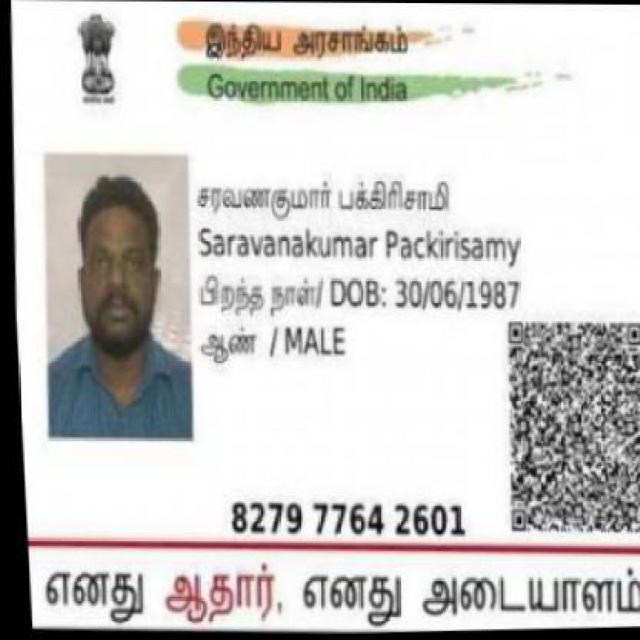 இந்திய அரசாங்கம்
Government of India
சரவணகுமார் பக்கிரிசாமி
Saravanakumar Packirisamy
பிறந்த நாள்/ DOB: 30/06/1987
ஆண் / MALE
8279 7764 2601
எனது ஆதார், எனது அடையாளம்